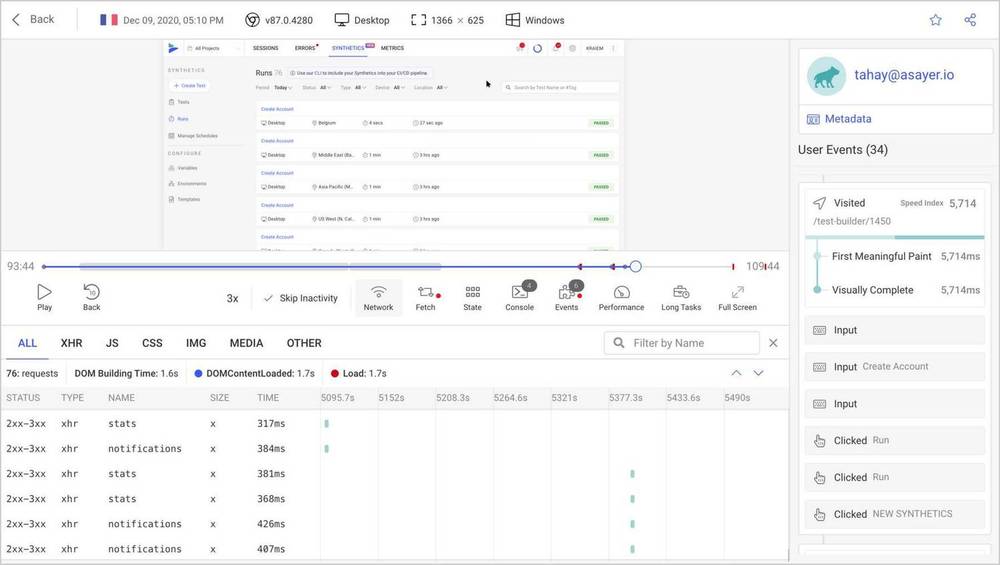 Back Dec 09, 2020, 05:10 PM v87.0.4280 Desktop 1366 × 625 Windows
All Projects SESSIONS ERRORS SYNTHETICS METRICS KRAIEM
SYNTHETICS
+ Create Test
Tests
Runs
Manage Schedules
CONFIGURE
Variables
Environments
Templates
Runs 76 Use our CLI to include your Synthetics into your CI/CD pipeline.
Period Today Status All Type All Device All Location All Search by Test Name or #Tag
Create Account
Desktop Belgium 4 secs 27 sec ago PASSED
Create Account
Desktop Middle East (Ba... 1 min 3 hrs ago PASSED
Create Account
Desktop Asia Pacific (M... 1 min 3 hrs ago PASSED
Create Account
Desktop US West (N. Cal... 1 min 3 hrs ago PASSED
Create Account
93:44 109:44
Play
10
Back
3x
Skip Inactivity
Network
Fetch
State
4
Console
6
Events
Performance
Long Tasks
Full Screen
ALL XHR JS CSS IMG MEDIA OTHER Filter by Name
76: requests DOM Building Time: 1.6s DOMContentLoaded: 1.7s Load: 1.7s
STATUS TYPE NAME SIZE TIME 5095.7s 5152s 5208.3s 5264.6s 5321s 5377.3s 5433.6s 5490s
2xx-3xx xhr stats x 317ms
2xx-3xx xhr notifications x 384ms
2xx-3xx xhr stats x 381ms
2xx-3xx xhr stats x 368ms
2xx-3xx xhr notifications x 426ms
2xx-3xx xhr notifications x 407ms
tahay@asayer.io
Metadata
User Events (34)
Visited Speed Index 5,714
/test-builder/1450
First Meaningful Paint 5,714ms
Visually Complete 5,714ms
Input
Input Create Account
Input
Clicked Run
Clicked Run
Clicked NEW SYNTHETICS